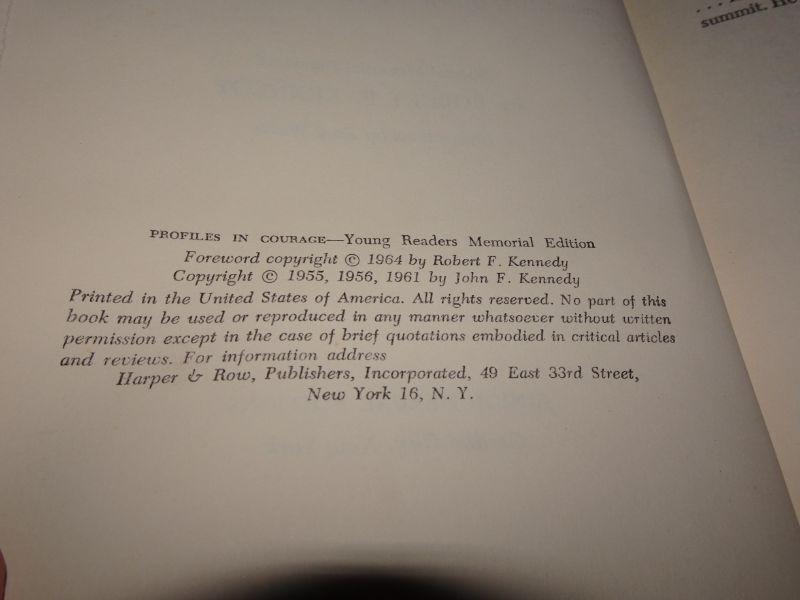 summit. He
PROFILES IN COURAGE—Young Readers Memorial Edition
Foreword copyright © 1964 by Robert F. Kennedy
Copyright © 1955, 1956, 1961 by John F. Kennedy
Printed in the United States of America. All rights reserved. No part of this
book may be used or reproduced in any manner whatsoever without written
permission except in the case of brief quotations embodied in critical articles
and reviews. For information address
Harper & Row, Publishers, Incorporated, 49 East 33rd Street,
New York 16, N. Y.